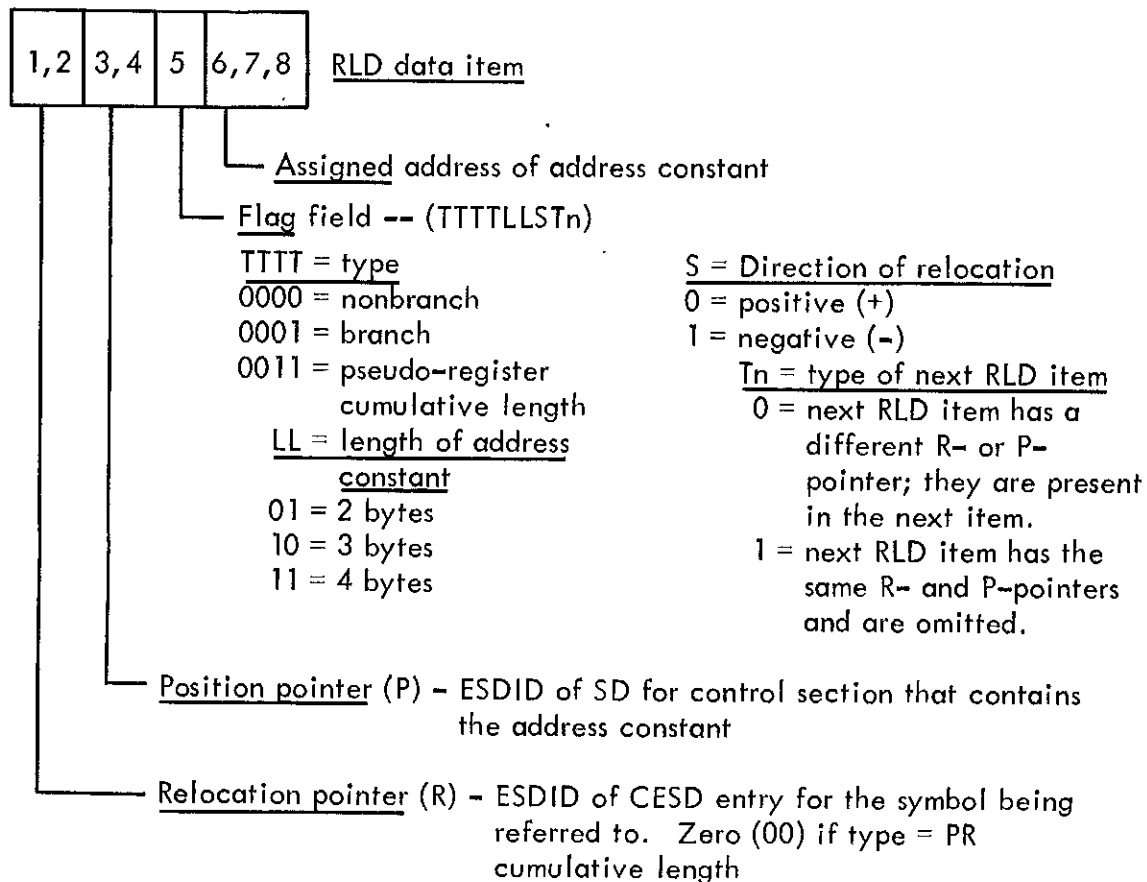 1,2 3,4 5 6,7,8 RLD data item
Assigned address of address constant
Flag field -- (TTTTLLSTn)
TTTT = type
0000 = nonbranch
0001 = branch
0011 = pseudo-register
cumulative length
LL = length of address
constant
01 = 2 bytes
10 = 3 bytes
11 = 4 bytes
S = Direction of relocation
0 = positive (+)
1 = negative (-)
Tn = type of next RLD item
0 = next RLD item has a
different R- or P-
pointer; they are present
in the next item.
1 = next RLD item has the
same R- and P-pointers
and are omitted.
Position pointer (P) - ESDID of SD for control section that contains
the address constant
Relocation pointer (R) - ESDID of CESD entry for the symbol being
referred to. Zero (00) if type = PR
cumulative length